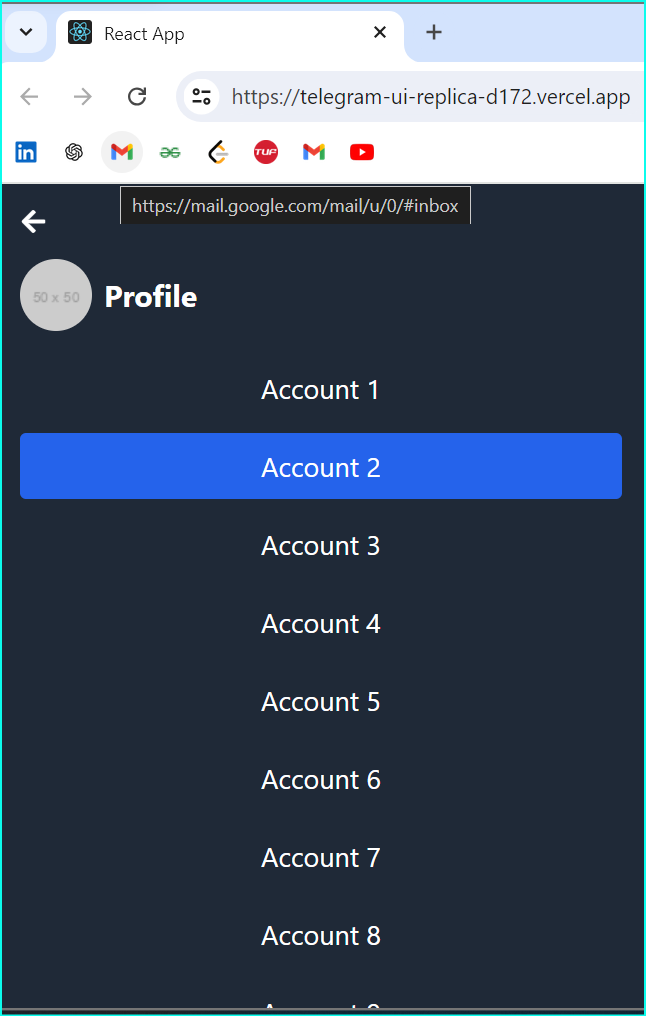 React App
https://telegram-ui-replica-d172.vercel.app
TUF
https://mail.google.com/mail/u/0/#inbox
50 x 50
Profile
Account 1
Account 2
Account 3
Account 4
Account 5
Account 6
Account 7
Account 8